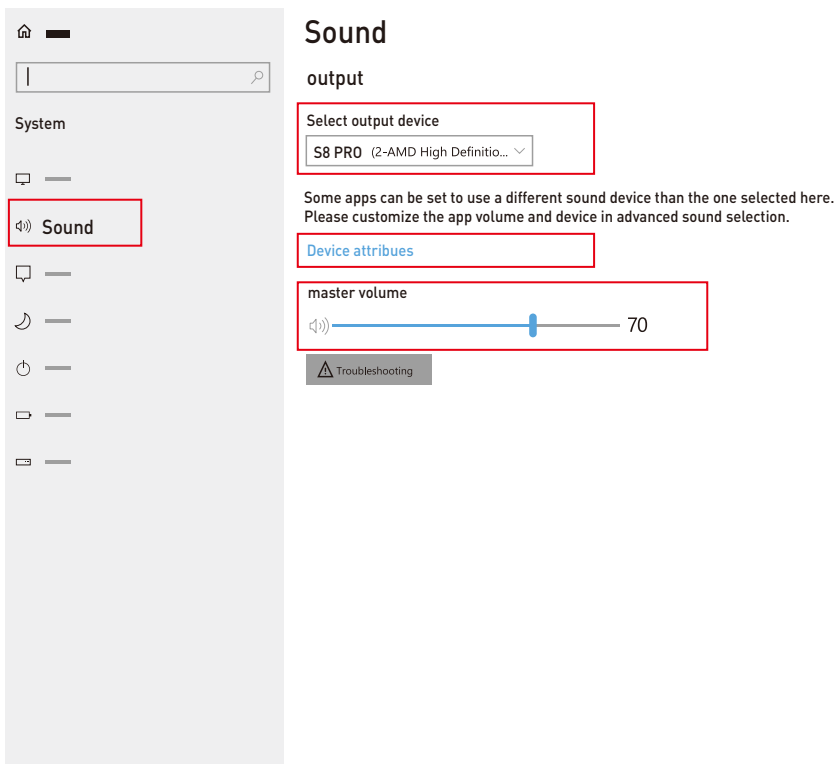 System
Sound
Sound
output
Select output device
S8 PRO (2-AMD High Definitio...
Some apps can be set to use a different sound device than the one selected here.
Please customize the app volume and device in advanced sound selection.
Device attribues
master volume
70
Troubleshooting